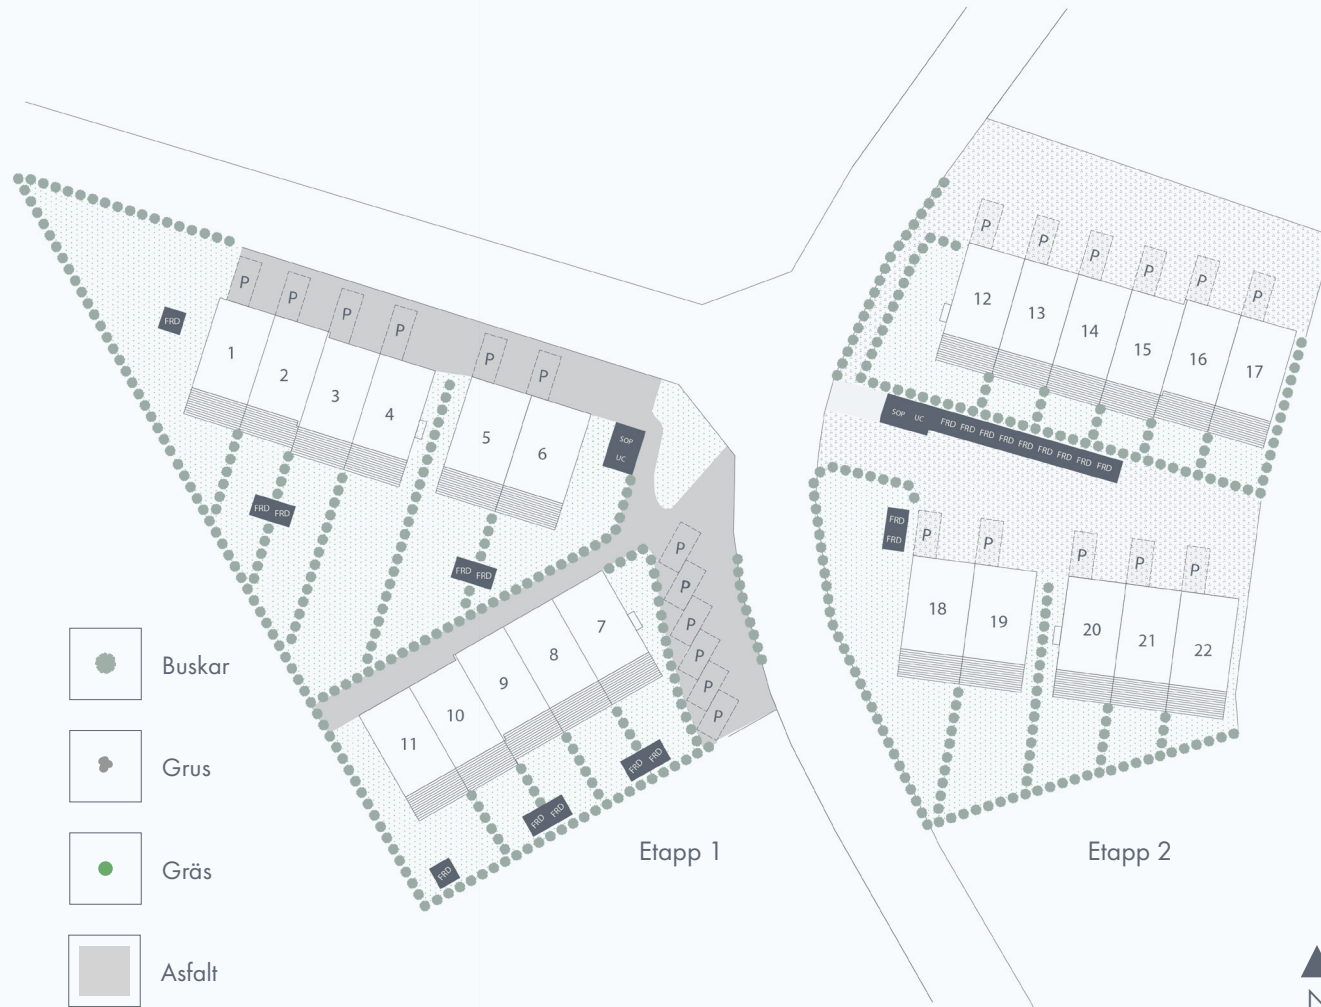 P
P
P
P
P
P
P
P
P
P
P
P
12
13
14
15
16
17
FRD
1
2
3
4
5
6
SOP
UC
SOP UC FRD FRD FRD FRD FRD FRD FRD FRD FRD
FRD FRD
FRD FRD
FRD
FRD
P
P
P
P
P
18
19
20
21
22
P
P
P
P
P
P
7
8
9
10
11
FRD FRD
FRD FRD
FRD
Etapp 1
Etapp 2
Buskar
Grus
Gräs
Asfalt
N